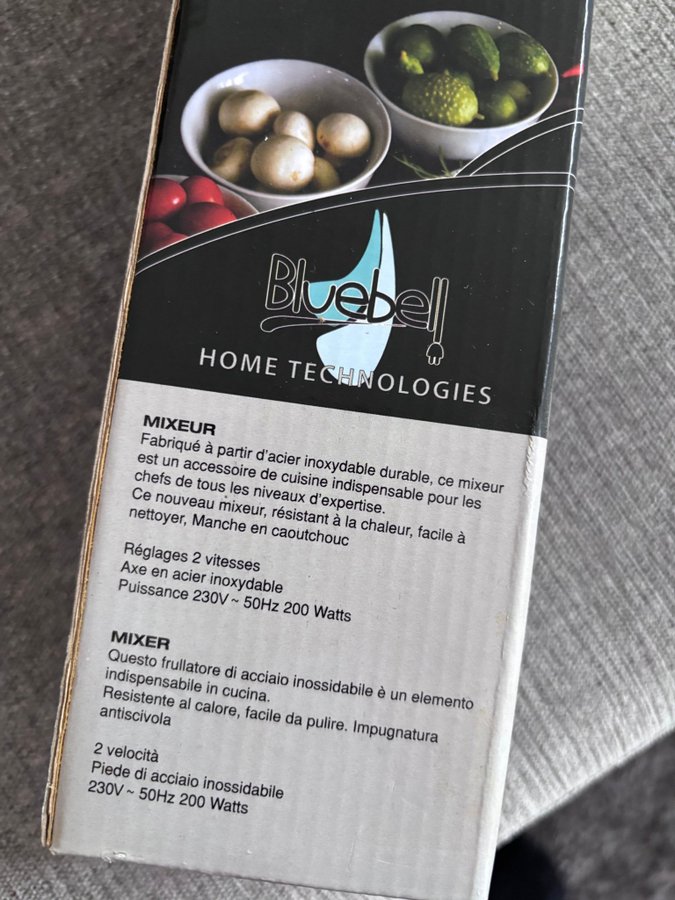 Bluebell
HOME TECHNOLOGIES
MIXEUR
Fabriqué à partir d'acier inoxydable durable, ce mixeur
est un accessoire de cuisine indispensable pour les
chefs de tous les niveaux d'expertise.
Ce nouveau mixeur, résistant à la chaleur, facile à
nettoyer, Manche en caoutchouc
Réglages 2 vitesses
Axe en acier inoxydable
Puissance 230V ~ 50Hz 200 Watts
MIXER
Questo frullatore di acciaio inossidabile è un elemento
indispensabile in cucina.
Resistente al calore, facile da pulire. Impugnatura
antiscivola
2 velocità
Piede di acciaio inossidabile
230V ~ 50Hz 200 Watts